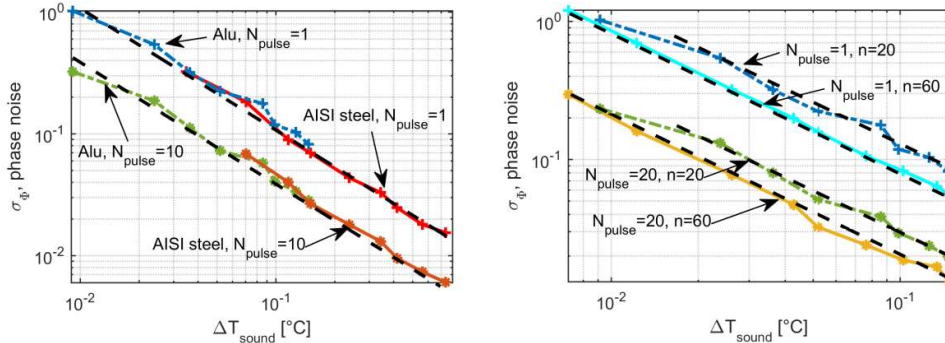 10⁰
Alu, N_pulse=1
AISI steel, N_pulse=1
10⁻¹
Alu, N_pulse=10
AISI steel, N_pulse=10
10⁻²
σ_Φ, phase noise
10⁻²
10⁻¹
ΔT_sound [°C]
10⁰
N_pulse=1, n=20
N_pulse=1, n=60
10⁻¹
N_pulse=20, n=20
N_pulse=20, n=60
σ_Φ, phase noise
10⁻²
10⁻¹
ΔT_sound [°C]